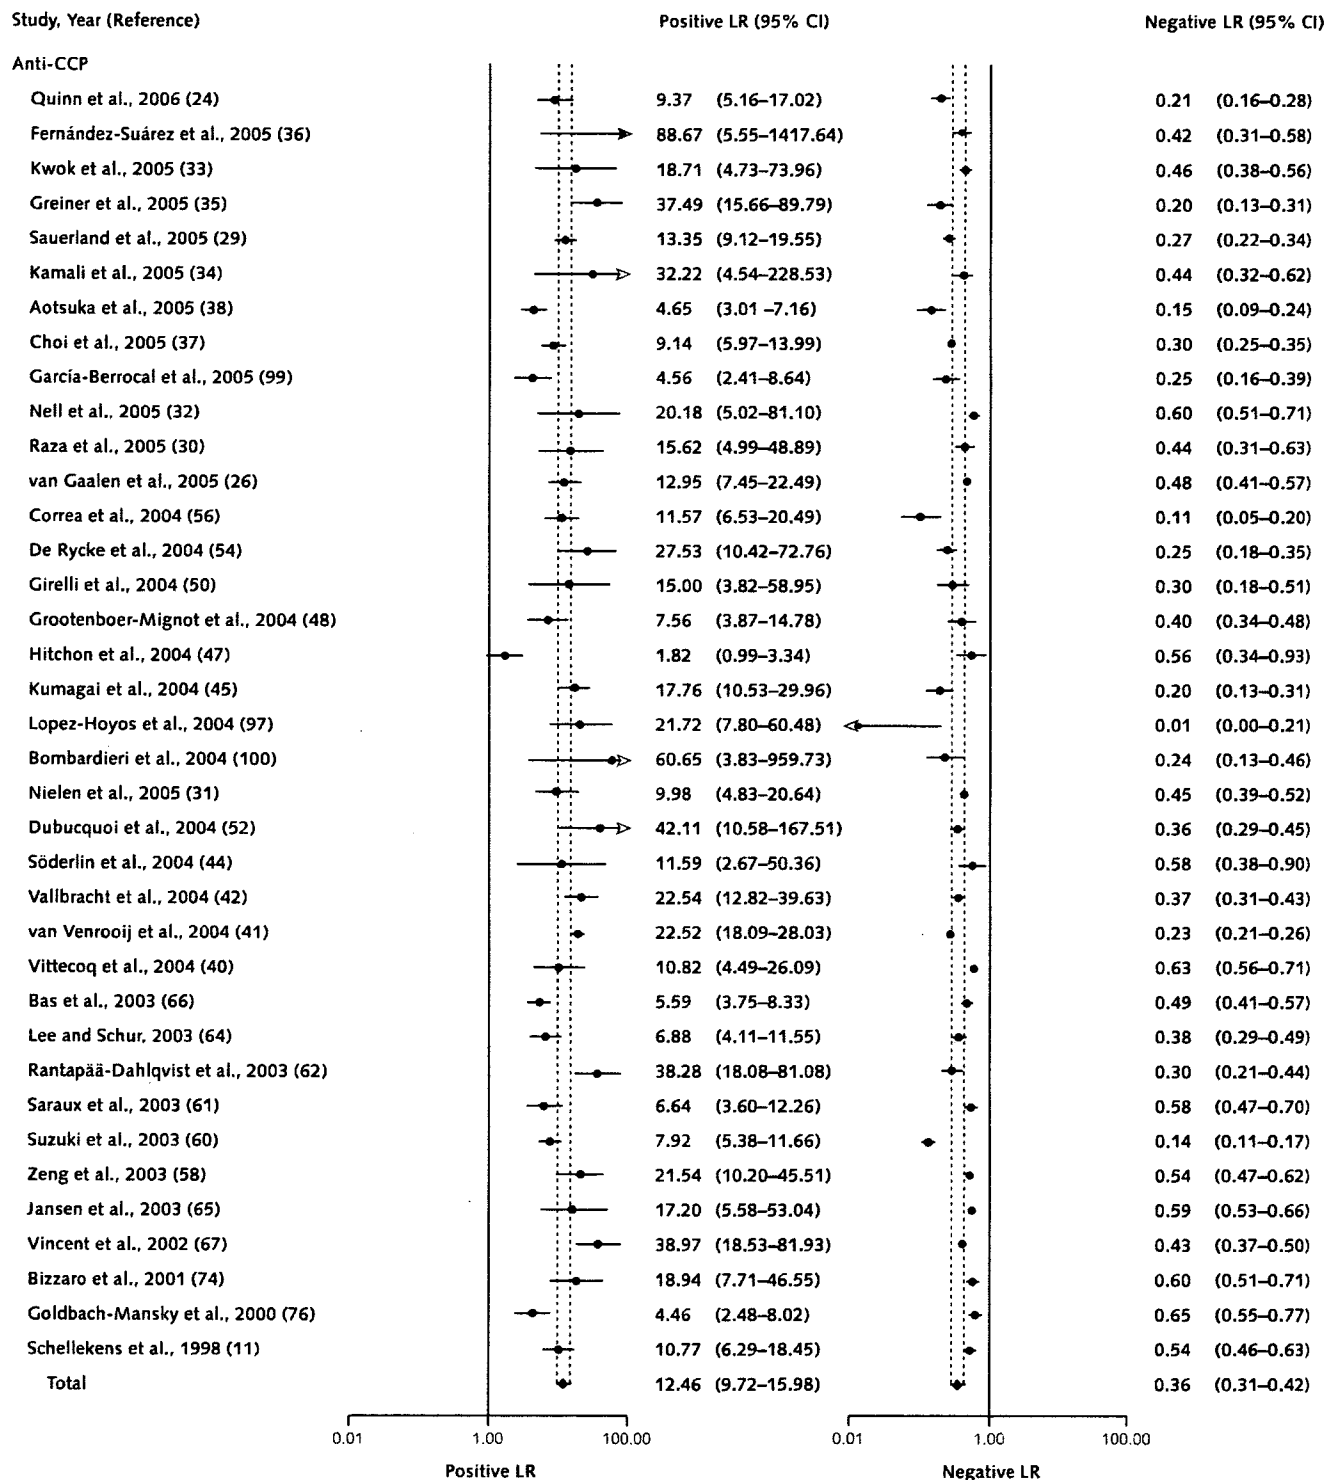 Study, Year (Reference) Positive LR (95% CI) Negative LR (95% CI)
Anti-CCP
Quinn et al., 2006 (24) 9.37 (5.16–17.02) 0.21 (0.16–0.28)
Fernández-Suárez et al., 2005 (36) 88.67 (5.55–1417.64) 0.42 (0.31–0.58)
Kwok et al., 2005 (33) 18.71 (4.73–73.96) 0.46 (0.38–0.56)
Greiner et al., 2005 (35) 37.49 (15.66–89.79) 0.20 (0.13–0.31)
Sauerland et al., 2005 (29) 13.35 (9.12–19.55) 0.27 (0.22–0.34)
Kamali et al., 2005 (34) 32.22 (4.54–228.53) 0.44 (0.32–0.62)
Aotsuka et al., 2005 (38) 4.65 (3.01 –7.16) 0.15 (0.09–0.24)
Choi et al., 2005 (37) 9.14 (5.97–13.99) 0.30 (0.25–0.35)
García-Berrocal et al., 2005 (99) 4.56 (2.41–8.64) 0.25 (0.16–0.39)
Nell et al., 2005 (32) 20.18 (5.02–81.10) 0.60 (0.51–0.71)
Raza et al., 2005 (30) 15.62 (4.99–48.89) 0.44 (0.31–0.63)
van Gaalen et al., 2005 (26) 12.95 (7.45–22.49) 0.48 (0.41–0.57)
Correa et al., 2004 (56) 11.57 (6.53–20.49) 0.11 (0.05–0.20)
De Rycke et al., 2004 (54) 27.53 (10.42–72.76) 0.25 (0.18–0.35)
Girelli et al., 2004 (50) 15.00 (3.82–58.95) 0.30 (0.18–0.51)
Grootenboer-Mignot et al., 2004 (48) 7.56 (3.87–14.78) 0.40 (0.34–0.48)
Hitchon et al., 2004 (47) 1.82 (0.99–3.34) 0.56 (0.34–0.93)
Kumagai et al., 2004 (45) 17.76 (10.53–29.96) 0.20 (0.13–0.31)
Lopez-Hoyos et al., 2004 (97) 21.72 (7.80–60.48) 0.01 (0.00–0.21)
Bombardieri et al., 2004 (100) 60.65 (3.83–959.73) 0.24 (0.13–0.46)
Nielen et al., 2005 (31) 9.98 (4.83–20.64) 0.45 (0.39–0.52)
Dubucquoi et al., 2004 (52) 42.11 (10.58–167.51) 0.36 (0.29–0.45)
Söderlin et al., 2004 (44) 11.59 (2.67–50.36) 0.58 (0.38–0.90)
Vallbracht et al., 2004 (42) 22.54 (12.82–39.63) 0.37 (0.31–0.43)
van Venrooij et al., 2004 (41) 22.52 (18.09–28.03) 0.23 (0.21–0.26)
Vittecoq et al., 2004 (40) 10.82 (4.49–26.09) 0.63 (0.56–0.71)
Bas et al., 2003 (66) 5.59 (3.75–8.33) 0.49 (0.41–0.57)
Lee and Schur, 2003 (64) 6.88 (4.11–11.55) 0.38 (0.29–0.49)
Rantapää-Dahlqvist et al., 2003 (62) 38.28 (18.08–81.08) 0.30 (0.21–0.44)
Saraux et al., 2003 (61) 6.64 (3.60–12.26) 0.58 (0.47–0.70)
Suzuki et al., 2003 (60) 7.92 (5.38–11.66) 0.14 (0.11–0.17)
Zeng et al., 2003 (58) 21.54 (10.20–45.51) 0.54 (0.47–0.62)
Jansen et al., 2003 (65) 17.20 (5.58–53.04) 0.59 (0.53–0.66)
Vincent et al., 2002 (67) 38.97 (18.53–81.93) 0.43 (0.37–0.50)
Bizzaro et al., 2001 (74) 18.94 (7.71–46.55) 0.60 (0.51–0.71)
Goldbach-Mansky et al., 2000 (76) 4.46 (2.48–8.02) 0.65 (0.55–0.77)
Schellekens et al., 1998 (11) 10.77 (6.29–18.45) 0.54 (0.46–0.63)
Total 12.46 (9.72–15.98) 0.36 (0.31–0.42)
0.01 1.00 100.00 0.01 1.00 100.00
Positive LR Negative LR